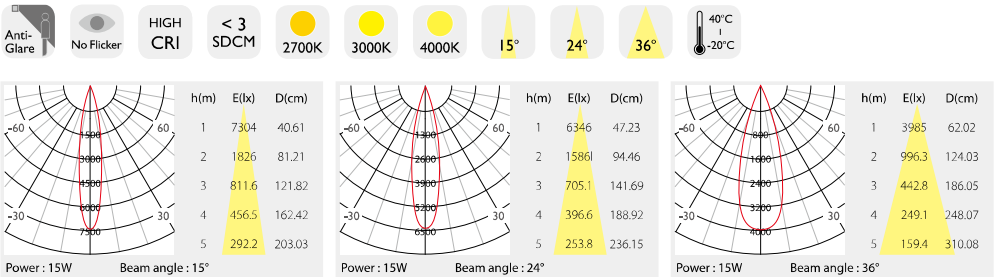 Anti-
Glare
No Flicker
HIGH
CRI
< 3
SDCM
2700K
3000K
4000K
15°
24°
36°
40°C
-20°C
-60
60
-30
30
1500
3000
4500
6000
7500
h(m) E(lx) D(cm)
1 7304 40.61
2 1826 81.21
3 811.6 121.82
4 456.5 162.42
5 292.2 203.03
Power : 15W Beam angle : 15°
-60
60
-30
30
1300
2600
3900
5200
6500
h(m) E(lx) D(cm)
1 6346 47.23
2 1586l 94.46
3 705.1 141.69
4 396.6 188.92
5 253.8 236.15
Power : 15W Beam angle : 24°
-60
60
-30
30
800
1600
2400
3200
4000
h(m) E(lx) D(cm)
1 3985 62.02
2 996.3 124.03
3 442.8 186.05
4 249.1 248.07
5 159.4 310.08
Power : 15W Beam angle : 36°